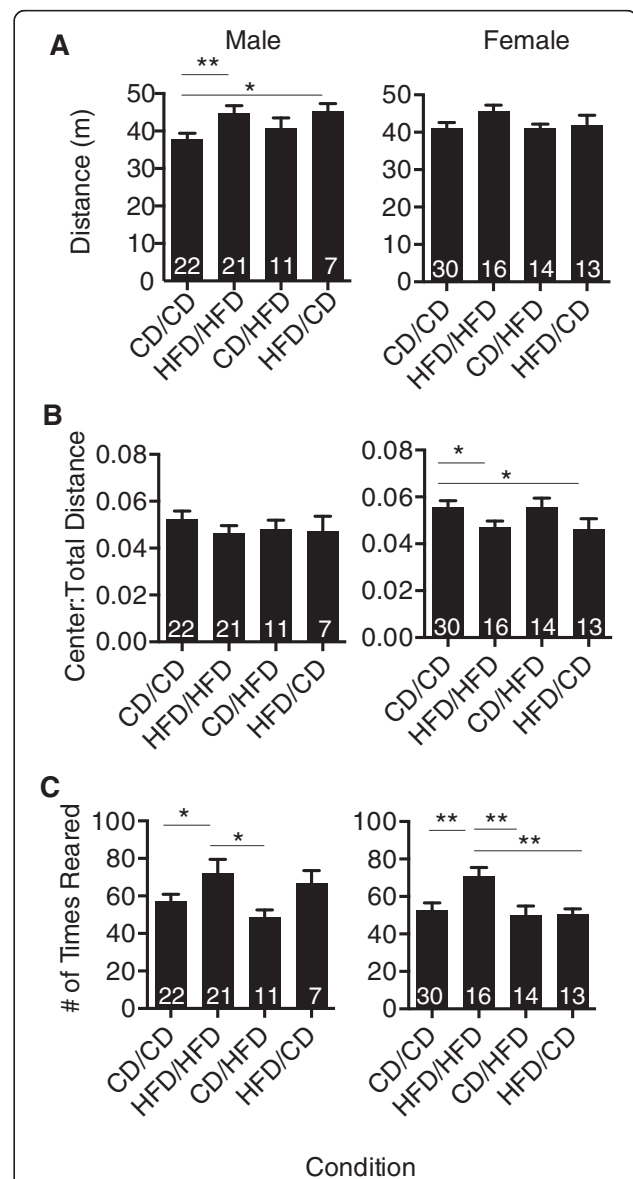 A
Male
Female
**
*
Distance (m)
50
40
30
20
10
0
22 21 11 7
CD/CD
HFD/HFD
CD/HFD
HFD/CD
50
40
30
20
10
0
30 16 14 13
CD/CD
HFD/HFD
CD/HFD
HFD/CD
B
Center:Total Distance
0.08
0.06
0.04
0.02
0.00
22 21 11 7
CD/CD
HFD/HFD
CD/HFD
HFD/CD
*
*
0.08
0.06
0.04
0.02
0.00
30 16 14 13
CD/CD
HFD/HFD
CD/HFD
HFD/CD
C
# of Times Reared
* *
100
80
60
40
20
0
22 21 11 7
CD/CD
HFD/HFD
CD/HFD
HFD/CD
** **
**
100
80
60
40
20
0
30 16 14 13
CD/CD
HFD/HFD
CD/HFD
HFD/CD
Condition